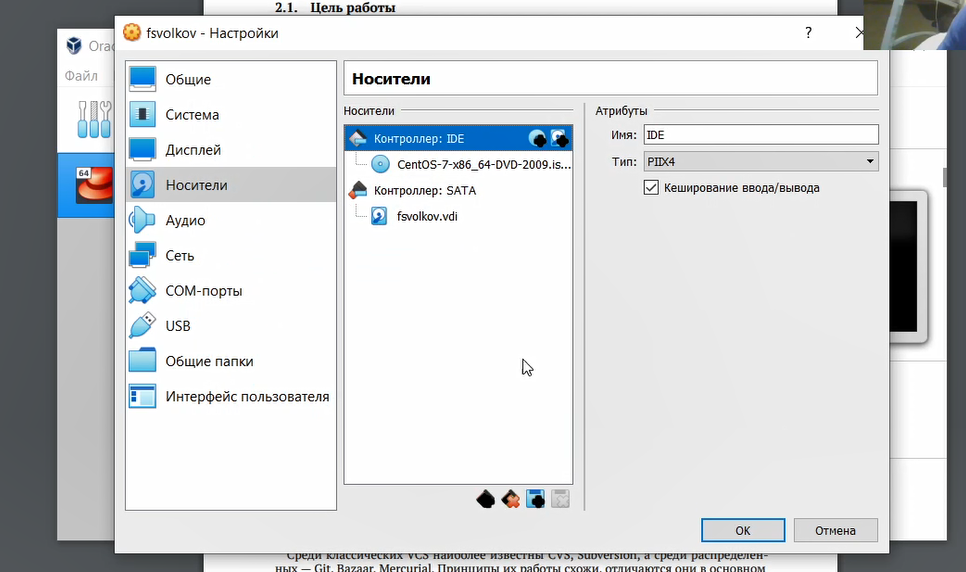 2.1. Цель работы
fsvolkov - Настройки
?
Orac
Файл
64
Общие
Система
Дисплей
Носители
Аудио
Сеть
COM-порты
USB
Общие папки
Интерфейс пользователя
Носители
Носители
Контроллер: IDE
CentOS-7-x86_64-DVD-2009.is...
Контроллер: SATA
fsvolkov.vdi
Атрибуты
Имя: IDE
Тип: PIIX4
Кеширование ввода/вывода
OK
Отмена
Среди классических VCS наиболее известны CVS, Subversion, а среди распределен-
ных — Git, Bazaar, Mercurial. Принципы их работы схожи, отличаются они в основном